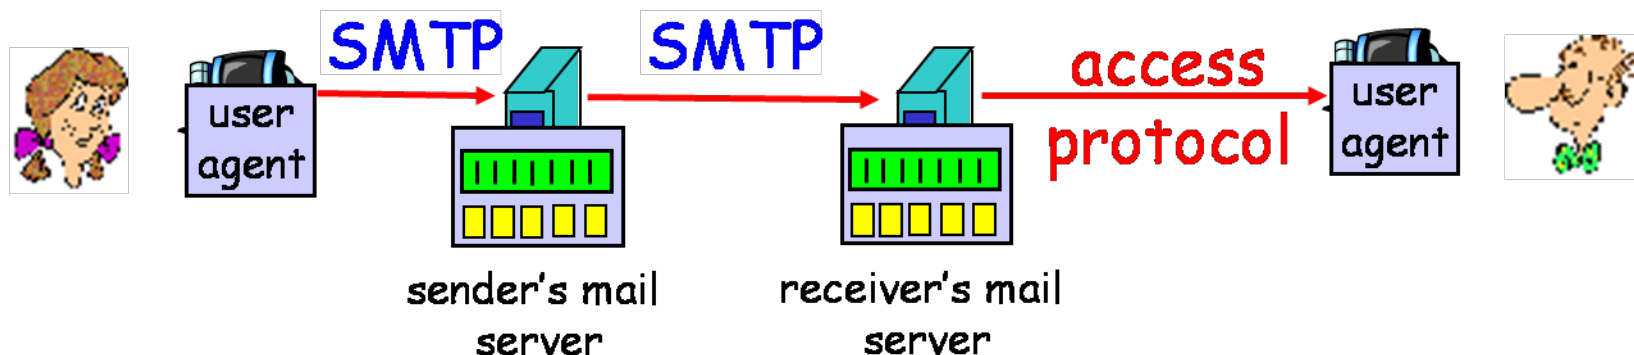 SMTP
SMTP
access
protocol
user
agent
user
agent
sender's mail
server
receiver's mail
server